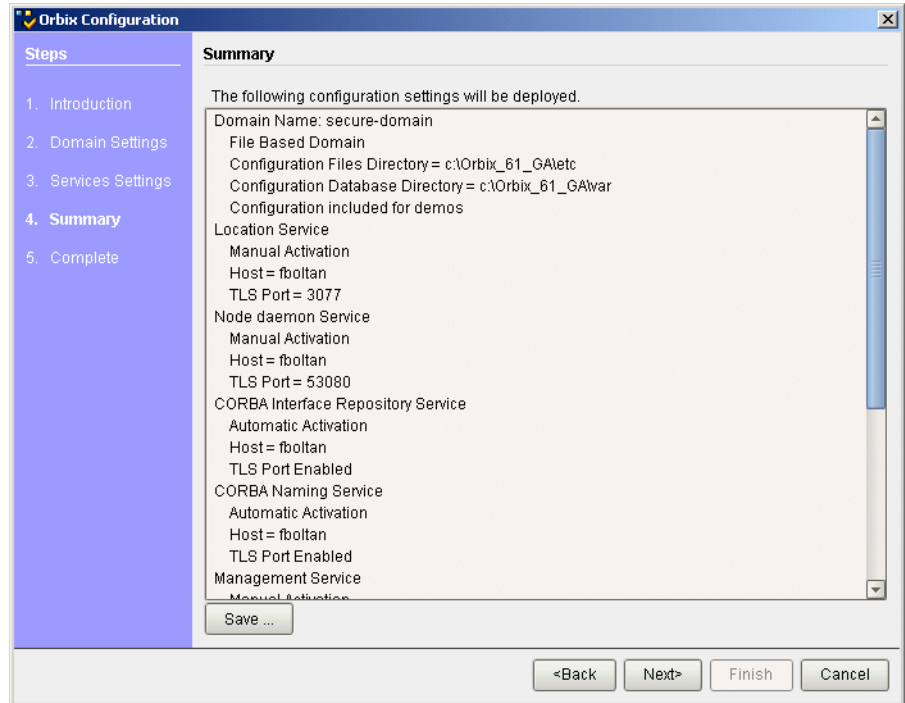 Orbix Configuration
Steps
1. Introduction
2. Domain Settings
3. Services Settings
4. Summary
5. Complete
Summary
The following configuration settings will be deployed.
Domain Name: secure-domain
File Based Domain
Configuration Files Directory = c:\Orbix_61_GA\etc
Configuration Database Directory = c:\Orbix_61_GA\var
Configuration included for demos
Location Service
Manual Activation
Host = fboltan
TLS Port = 3077
Node daemon Service
Manual Activation
Host = fboltan
TLS Port = 53080
CORBA Interface Repository Service
Automatic Activation
Host = fboltan
TLS Port Enabled
CORBA Naming Service
Automatic Activation
Host = fboltan
TLS Port Enabled
Management Service
Manual Activation
Save ...
<Back
Next>
Finish
Cancel